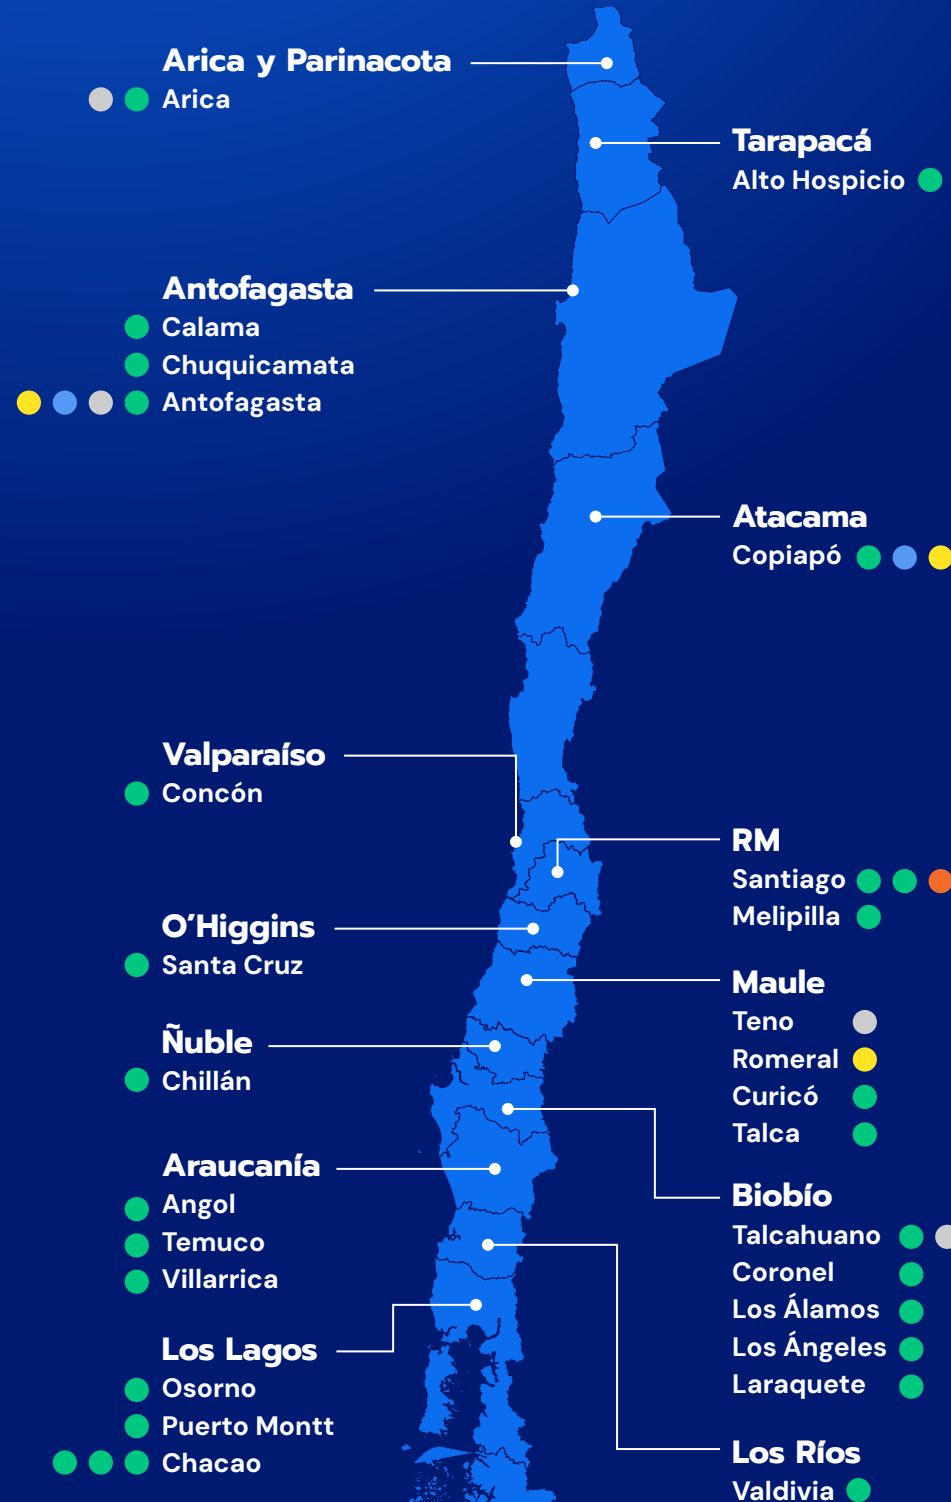 Arica y Parinacota
Arica
Tarapacá
Alto Hospicio
Antofagasta
Calama
Chuquicamata
Antofagasta
Atacama
Copiapó
Valparaíso
Concón
RM
Santiago
Melipilla
O'Higgins
Santa Cruz
Maule
Teno
Romeral
Curicó
Talca
Ñuble
Chillán
Araucanía
Angol
Temuco
Villarrica
Biobío
Talcahuano
Coronel
Los Álamos
Los Ángeles
Laraquete
Los Lagos
Osorno
Puerto Montt
Chacao
Los Ríos
Valdivia